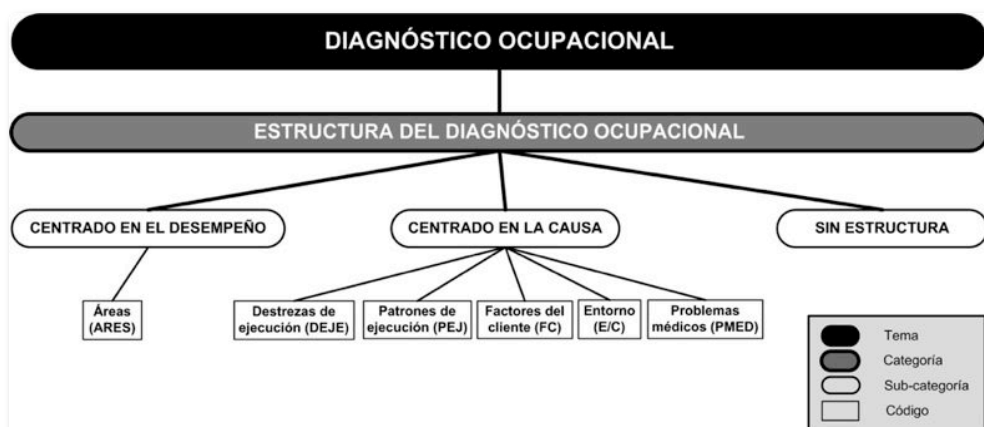 DIAGNÓSTICO OCUPACIONAL
ESTRUCTURA DEL DIAGNÓSTICO OCUPACIONAL
CENTRADO EN EL DESEMPEÑO
CENTRADO EN LA CAUSA
SIN ESTRUCTURA
Áreas
(ARES)
Destrezas de
ejecución (DEJE)
Patrones de
ejecución (PEJ)
Factores del
cliente (FC)
Entorno
(E/C)
Problemas
médicos (PMED)
Tema
Categoría
Sub-categoría
Código